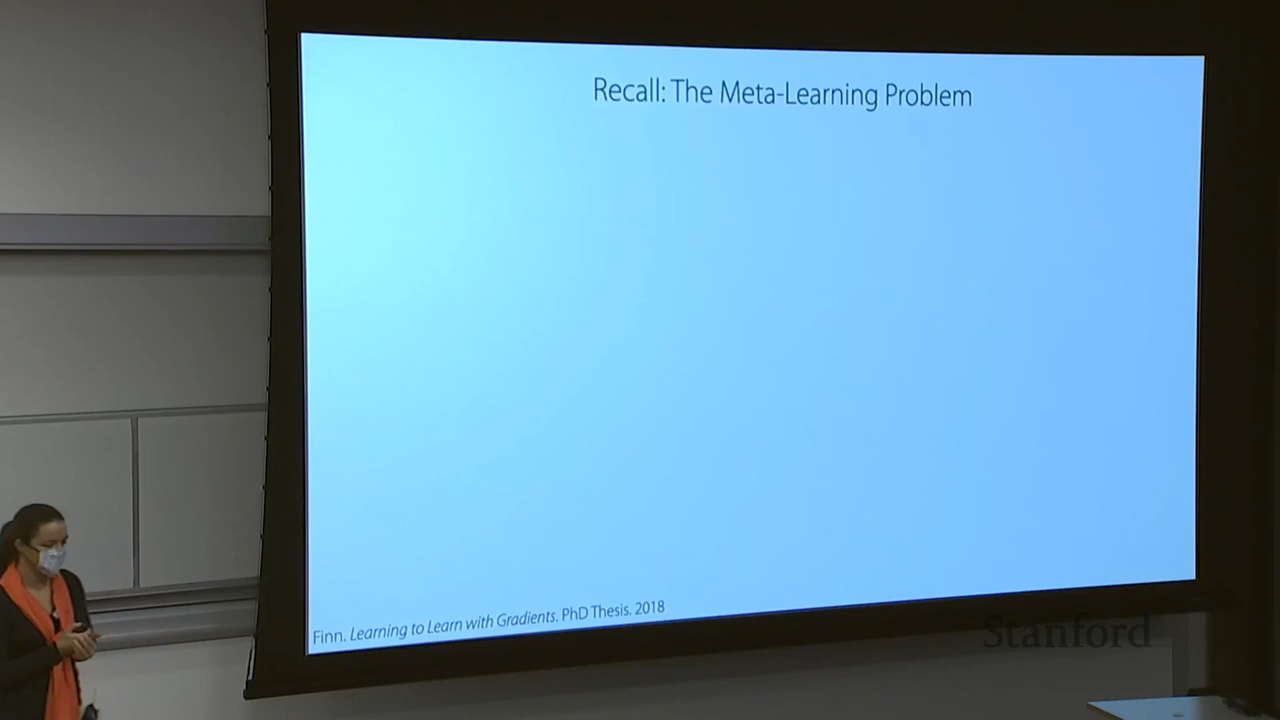 Recall: The Meta-Learning Problem
Finn. Learning to Learn with Gradients. PhD Thesis. 2018
Stanford